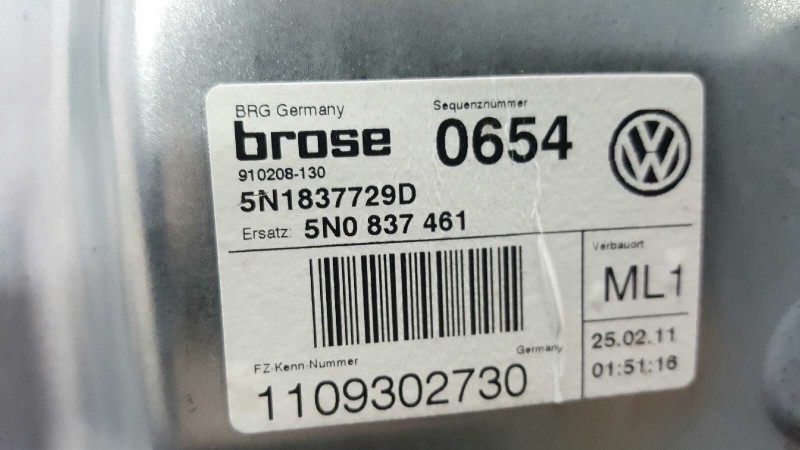 BRG Germany
brose
910208-130
Sequenznummer
0654
5N1837729D
Ersatz: 5N0 837 461
Verbauort
ML1
Germany
25.02.11
01:51:16
FZ-Kenn-Nummer
1109302730